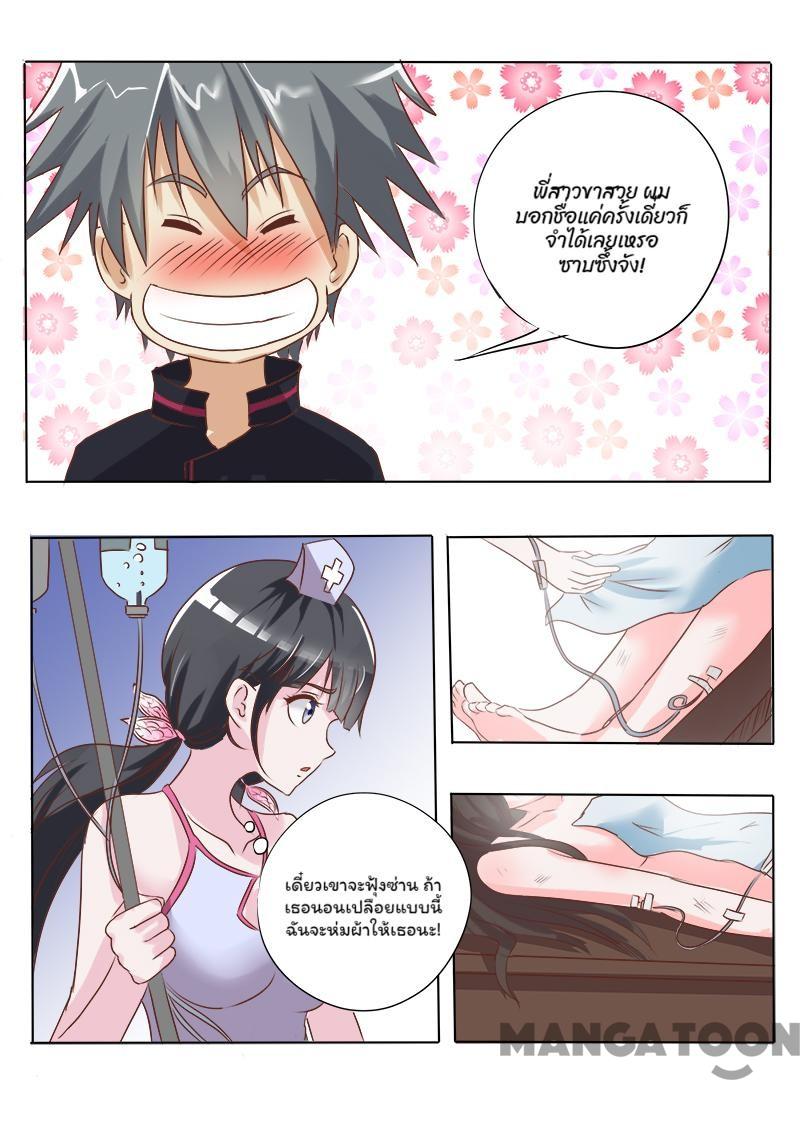 พี่สาวขาสวย ผม
บอกชื่อแค่ครั้งเดียวก็
จำได้เลยเหรอ
ซาบซึ้งจัง!
เดี๋ยวเขาจะฟุ้งซ่าน ถ้า
เธอนอนเปลือยแบบนี้
ฉันจะห่มผ้าให้เธอนะ!
MANGATOON